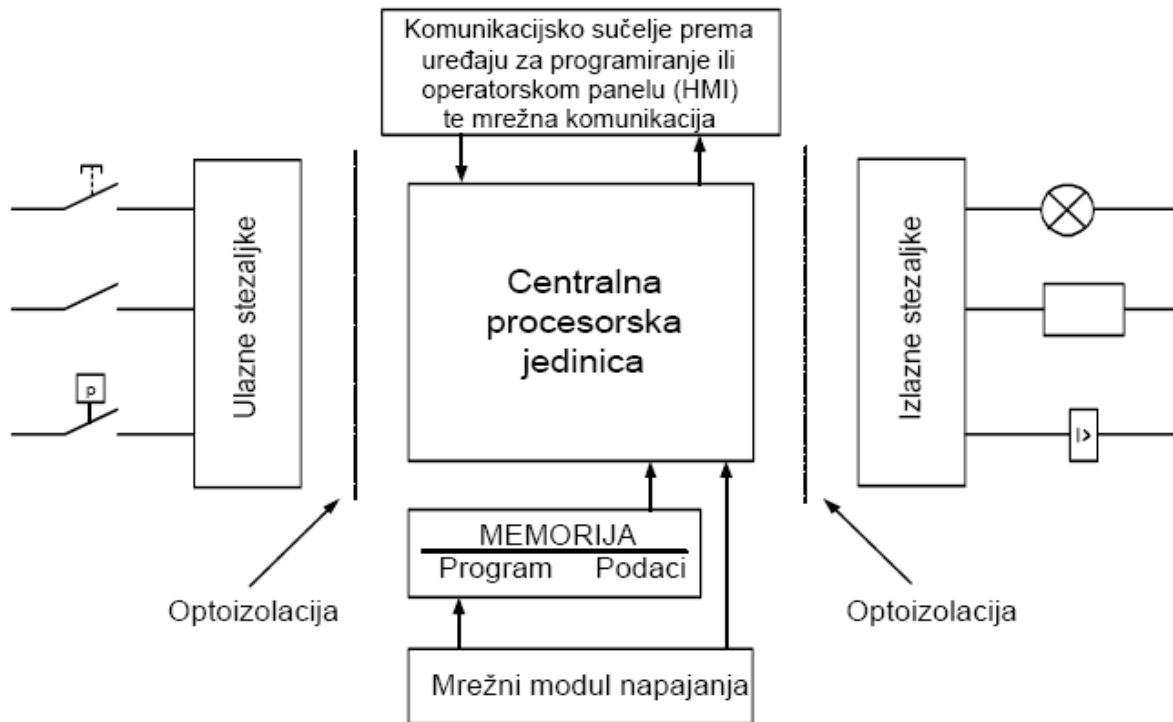 Komunikacijsko sučelje prema
uređaju za programiranje ili
operatorskom panelu (HMI)
te mrežna komunikacija
Ulazne stezaljke
Centralna
procesorska
jedinica
Izlazne stezaljke
p
MEMORIJA
Program Podaci
Optoizolacija
Optoizolacija
Mrežni modul napajanja